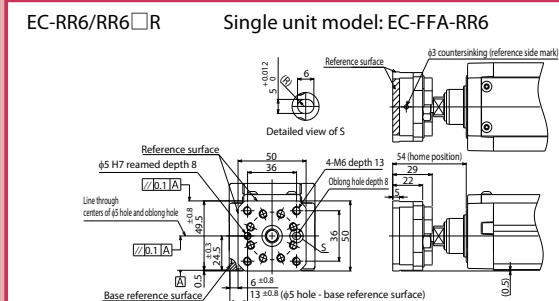 EC-RR6/RR6□R
Single unit model: EC-FFA-RR6
6
+0.012
5 0
(R)
Detailed view of S
Reference surface
ϕ3 countersinking (reference side mark)
Reference surface
50
36
ϕ5 H7 reamed depth 8
4-M6 depth 13
Oblong hole depth 8
// 0.1 A
Line through
centers of ϕ5 hole and oblong hole
// 0.1 A
49.5 ±0.8
24.5 ±0.3
0.5
A
36
50
S
6 ±0.8
13 ±0.8 (ϕ5 hole - base reference surface)
Base reference surface
54 (home position)
29
22
5
(0.5)